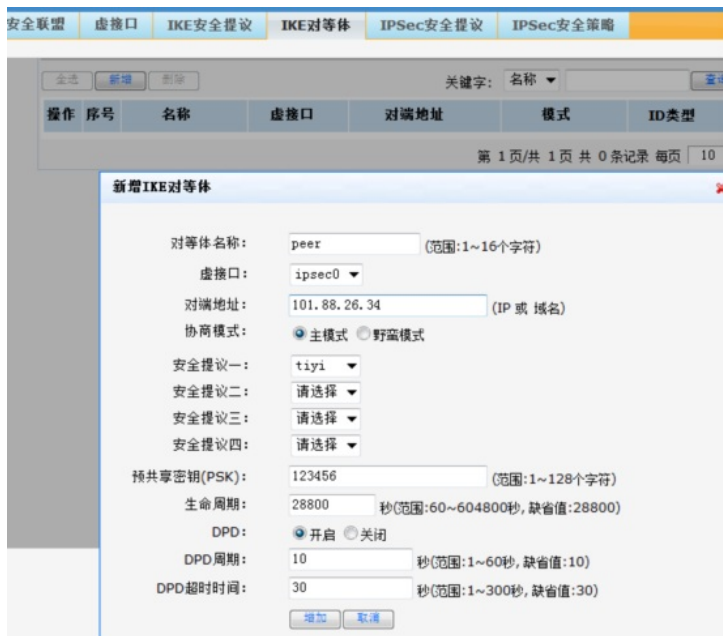 安全联盟 虚接口 IKE安全提议 IKE对等体 IPSec安全提议 IPSec安全策略
全选 新增 删除 关键字: 名称
操作 序号 名称 虚接口 对端地址 模式 ID类型
第 1 页/共 1 页 共 0 条记录 每页 10
新增IKE对等体
对等体名称: peer (范围:1~16个字符)
虚接口: ipsec0
对端地址: 101.88.26.34 (IP 或 域名)
协商模式: 主模式 野蛮模式
安全提议一: tiyi
安全提议二: 请选择
安全提议三: 请选择
安全提议四: 请选择
预共享密钥(PSK): 123456 (范围:1~128个字符)
生命周期: 28800 秒(范围:60~604800秒, 缺省值:28800)
DPD: 开启 关闭
DPD周期: 10 秒(范围:1~60秒, 缺省值:10)
DPD超时时间: 30 秒(范围:1~300秒, 缺省值:30)
增加 取消